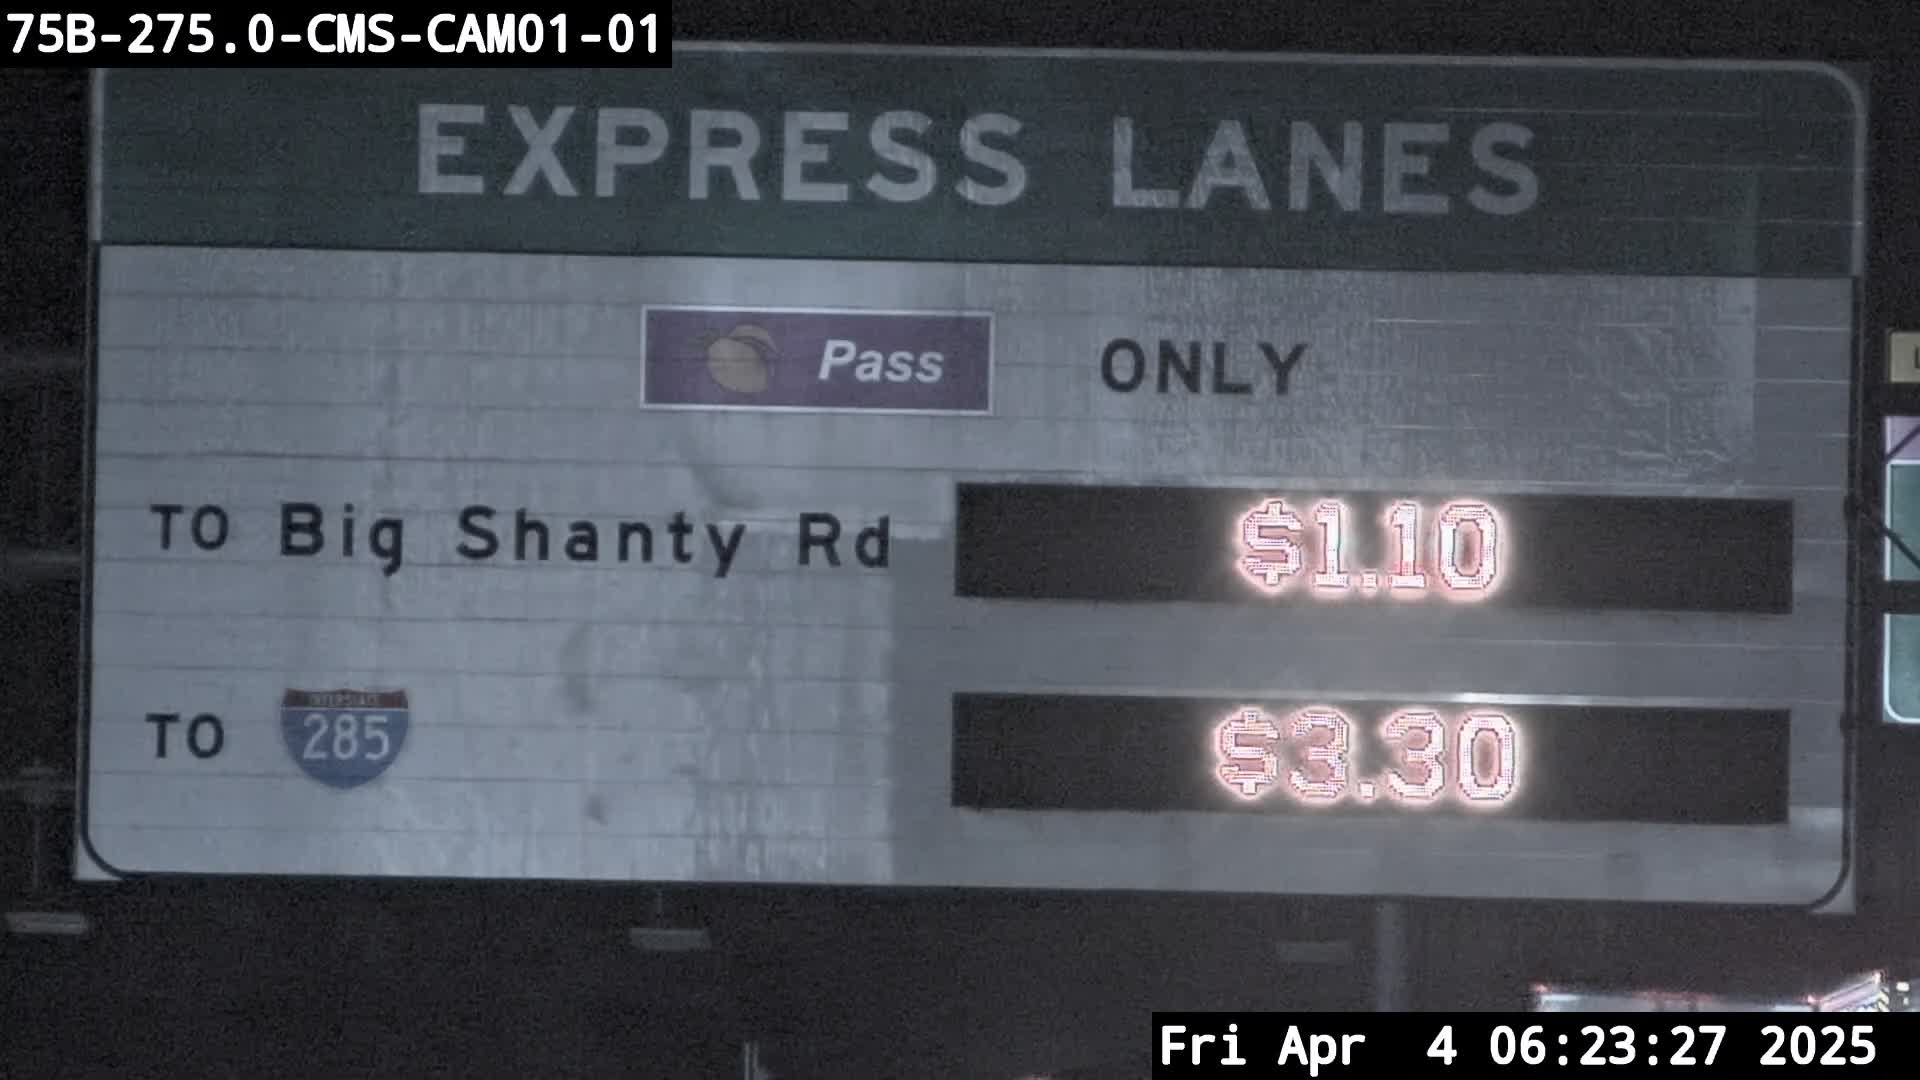 75B-275.0-CMS-CAM01-01
EXPRESS LANES
Pass ONLY
TO Big Shanty Rd $1.10
TO INTERSTATE 285 $3.30
Fri Apr 4 06:23:27 2025